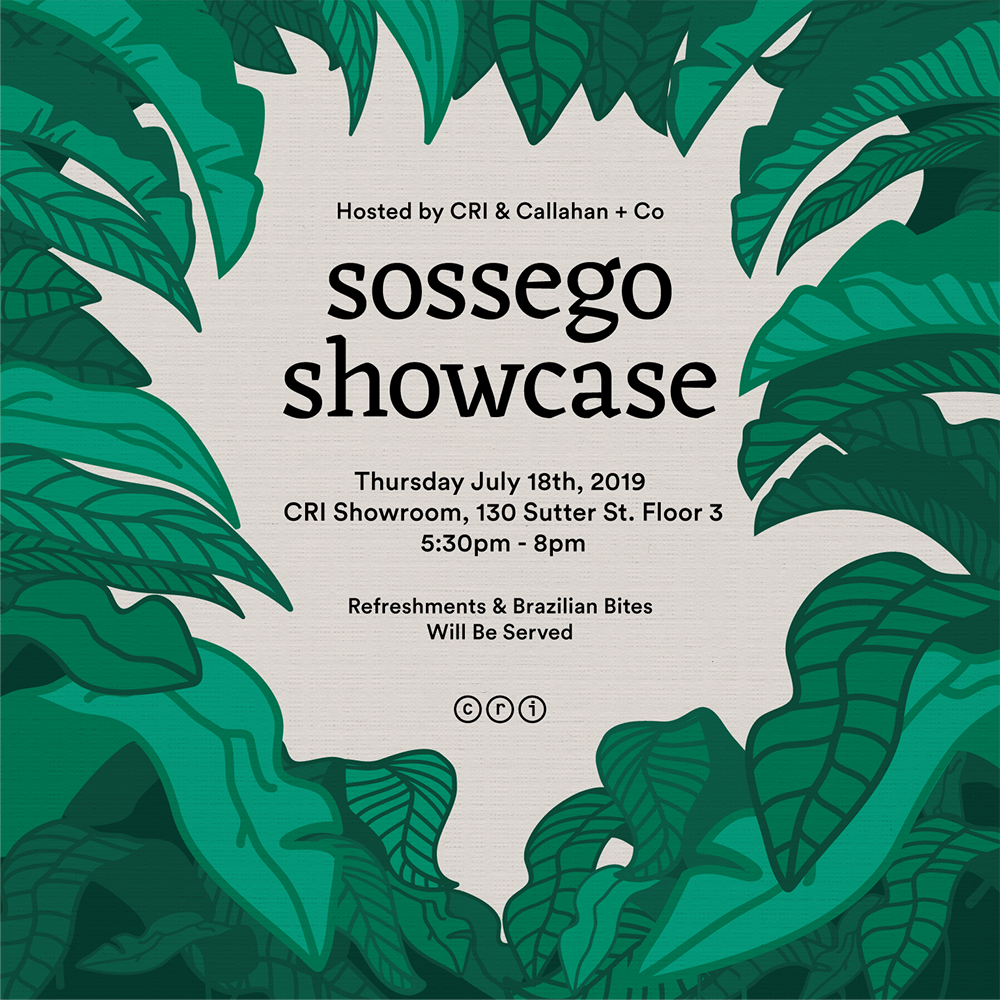 Hosted by CRI & Callahan + Co
sossego
showcase
Thursday July 18th, 2019
CRI Showroom, 130 Sutter St. Floor 3
5:30pm - 8pm
Refreshments & Brazilian Bites
Will Be Served
cri